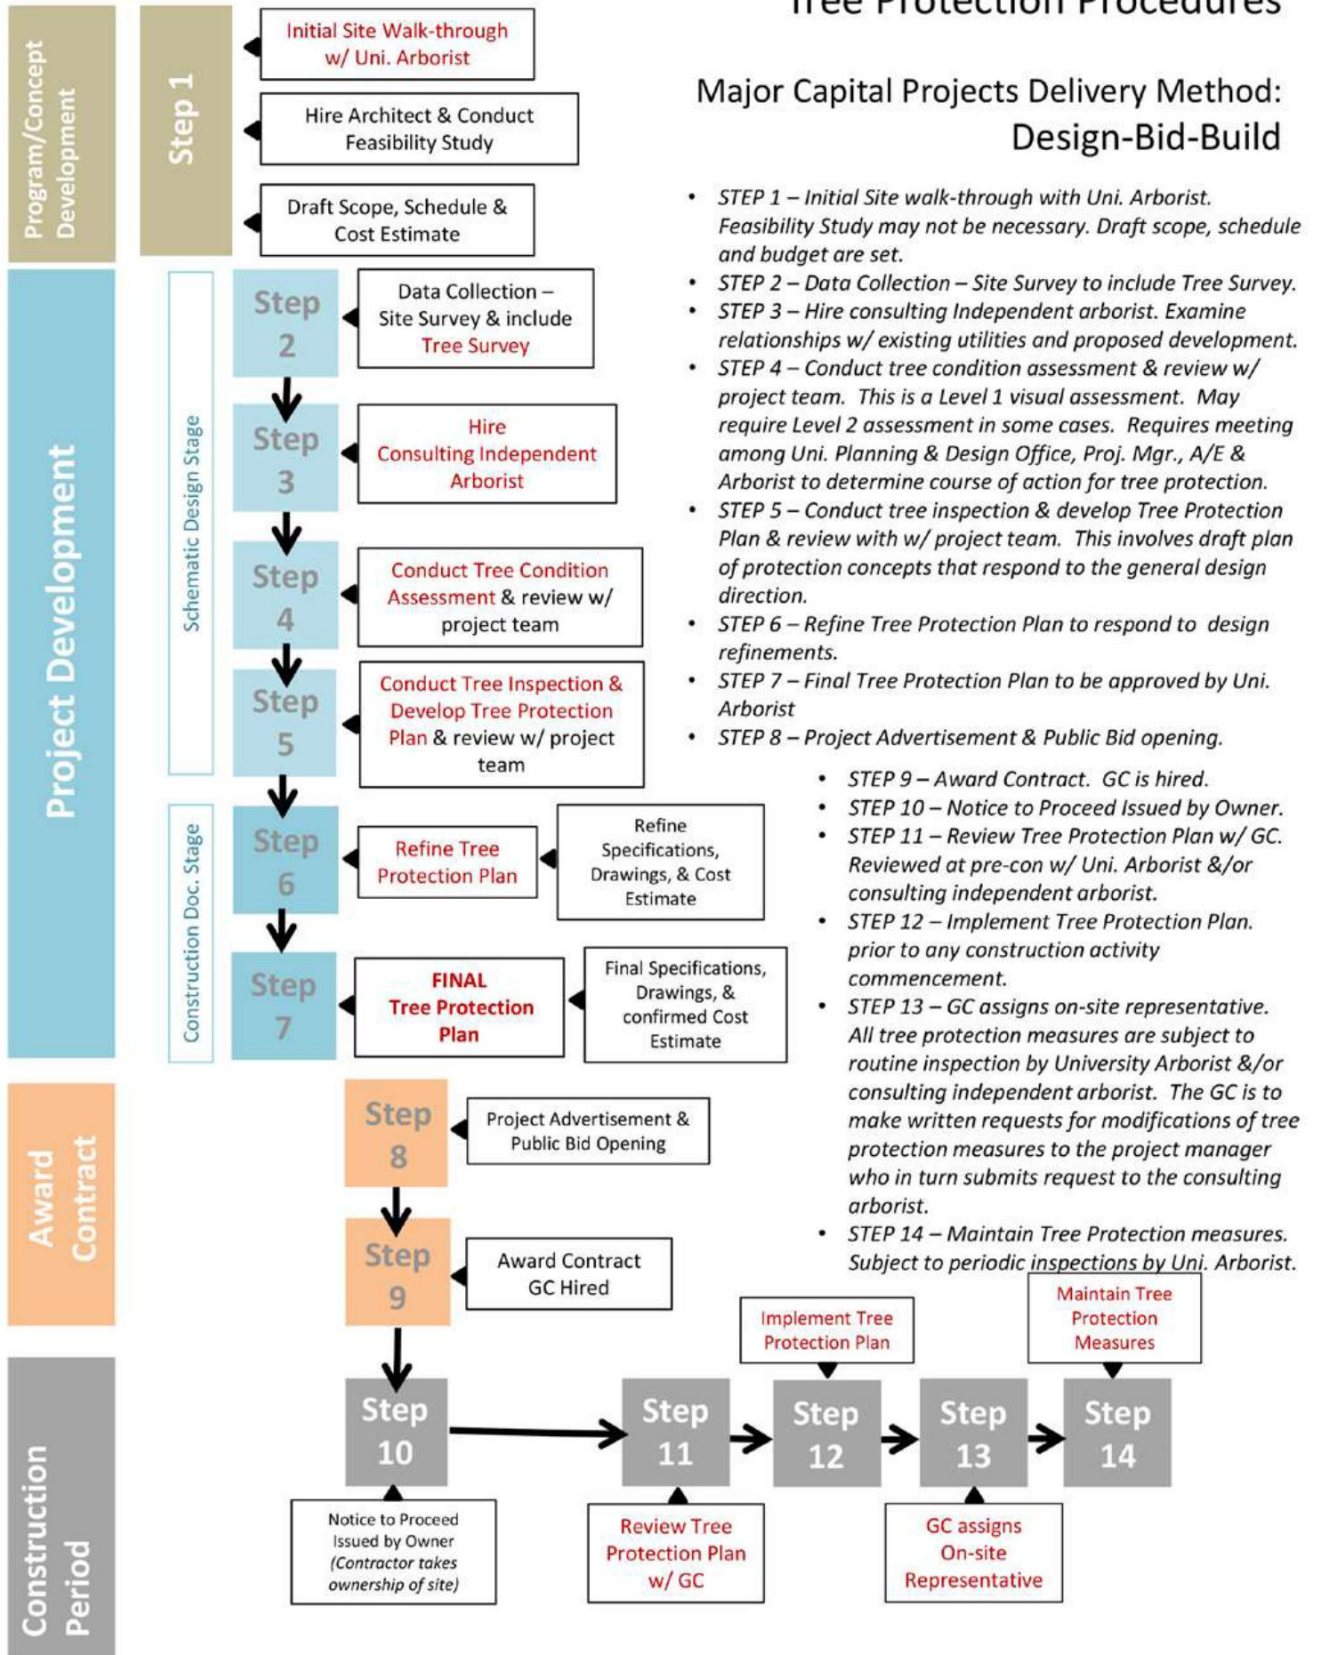 Tree Protection Procedures
Major Capital Projects Delivery Method:
Design-Bid-Build
Program/Concept
Development
Step 1
Initial Site Walk-through
w/ Uni. Arborist
Hire Architect & Conduct
Feasibility Study
Draft Scope, Schedule &
Cost Estimate
Project Development
Schematic Design Stage
Step
2
Data Collection –
Site Survey & include
Tree Survey
Step
3
Hire
Consulting Independent
Arborist
Step
4
Conduct Tree Condition
Assessment & review w/
project team
Step
5
Conduct Tree Inspection &
Develop Tree Protection
Plan & review w/ project
team
Construction Doc. Stage
Step
6
Refine Tree
Protection Plan
Refine
Specifications,
Drawings, & Cost
Estimate
Step
7
FINAL
Tree Protection
Plan
Final Specifications,
Drawings, &
confirmed Cost
Estimate
Award
Contract
Step
8
Project Advertisement &
Public Bid Opening
Step
9
Award Contract
GC Hired
Construction
Period
Step
10
Notice to Proceed
Issued by Owner
(Contractor takes
ownership of site)
Step
11
Review Tree
Protection Plan
w/ GC
Implement Tree
Protection Plan
Step
12
Step
13
GC assigns
On-site
Representative
Maintain Tree
Protection
Measures
Step
14
• STEP 1 – Initial Site walk-through with Uni. Arborist.
Feasibility Study may not be necessary. Draft scope, schedule
and budget are set.
• STEP 2 – Data Collection – Site Survey to include Tree Survey.
• STEP 3 – Hire consulting Independent arborist. Examine
relationships w/ existing utilities and proposed development.
• STEP 4 – Conduct tree condition assessment & review w/
project team. This is a Level 1 visual assessment. May
require Level 2 assessment in some cases. Requires meeting
among Uni. Planning & Design Office, Proj. Mgr., A/E &
Arborist to determine course of action for tree protection.
• STEP 5 – Conduct tree inspection & develop Tree Protection
Plan & review with w/ project team. This involves draft plan
of protection concepts that respond to the general design
direction.
• STEP 6 – Refine Tree Protection Plan to respond to design
refinements.
• STEP 7 – Final Tree Protection Plan to be approved by Uni.
Arborist
• STEP 8 – Project Advertisement & Public Bid opening.
• STEP 9 – Award Contract. GC is hired.
• STEP 10 – Notice to Proceed Issued by Owner.
• STEP 11 – Review Tree Protection Plan w/ GC.
Reviewed at pre-con w/ Uni. Arborist &/or
consulting independent arborist.
• STEP 12 – Implement Tree Protection Plan.
prior to any construction activity
commencement.
• STEP 13 – GC assigns on-site representative.
All tree protection measures are subject to
routine inspection by University Arborist &/or
consulting independent arborist. The GC is to
make written requests for modifications of tree
protection measures to the project manager
who in turn submits request to the consulting
arborist.
• STEP 14 – Maintain Tree Protection measures.
Subject to periodic inspections by Uni. Arborist.